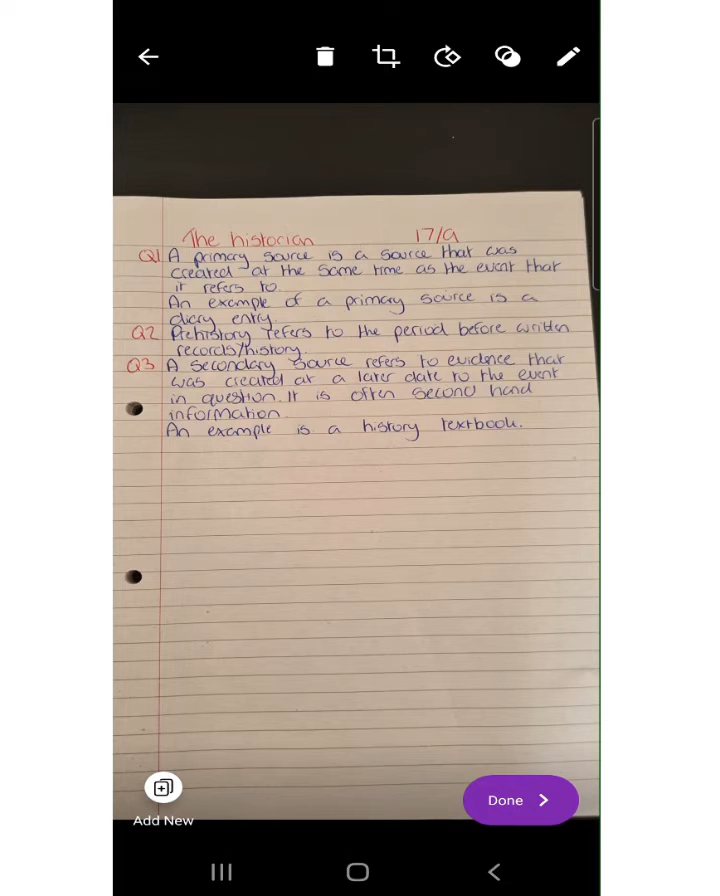 The historian 17/9
Q1 A primary source is a source that was
created at the same time as the event that
it refers to.
An example of a primary source is a
diary entry.
Q2 Prehistory refers to the period before written
records/history
Q3 A secondary source refers to evidence that
was created at a later date to the event
in question. It is often second hand
information.
An example is a history textbook.
Add New
Done